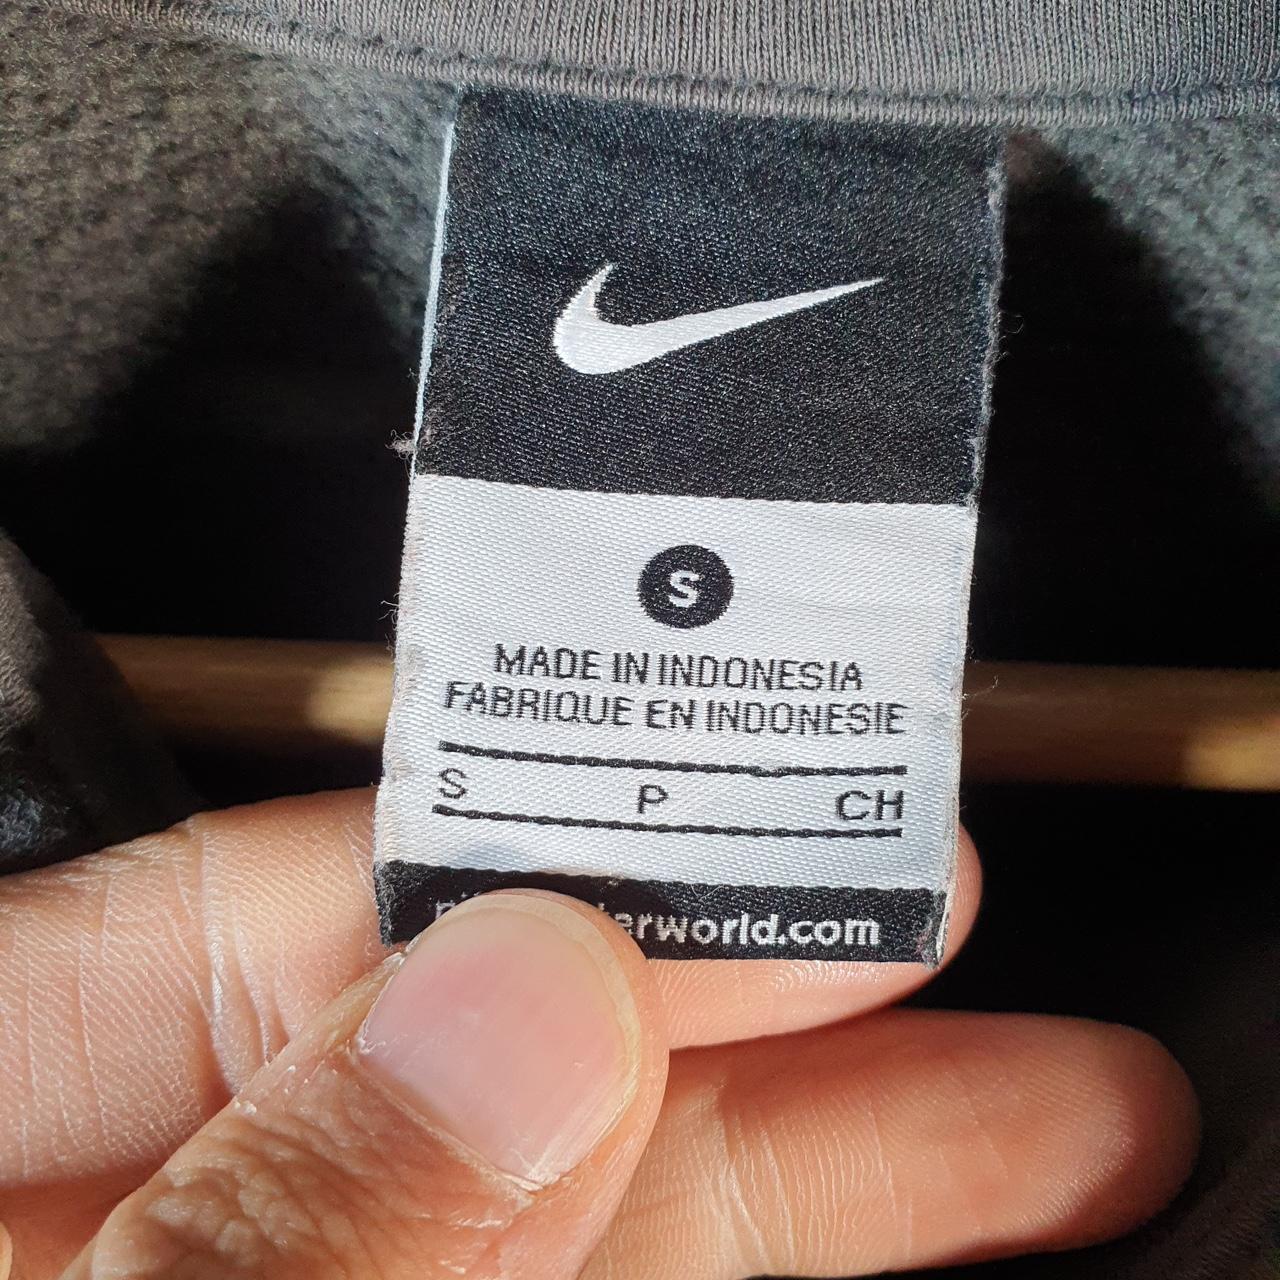 S
MADE IN INDONESIA
FABRIQUE EN INDONESIE
S P CH